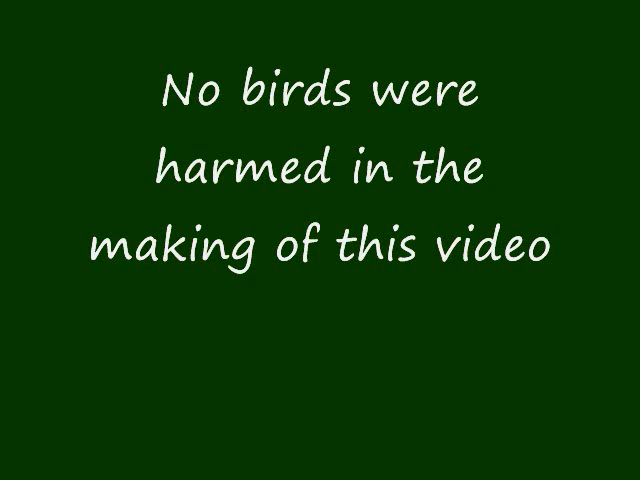 No birds were
harmed in the
making of this video